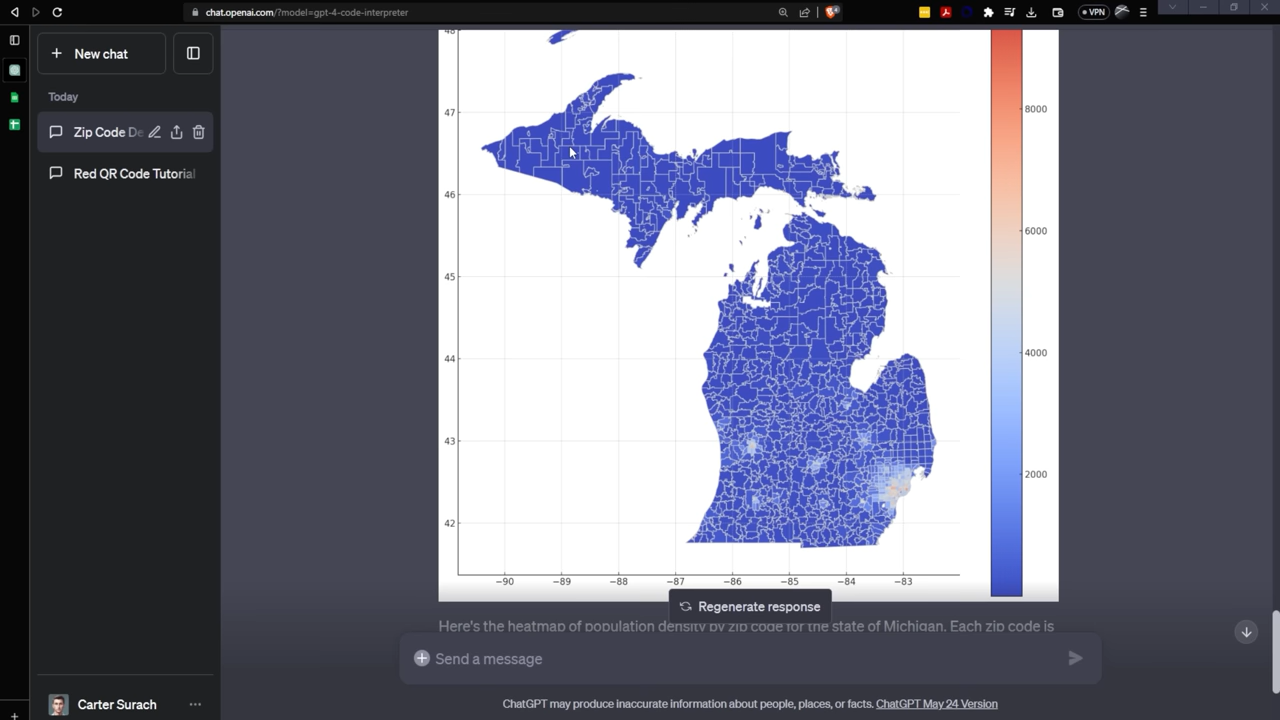 chat.openai.com/?model=gpt-4-code-interpreter
VPN
New chat
Today
Zip Code De
Red QR Code Tutorial
48
47
46
45
44
43
42
−90
−89
−88
−87
−86
−85
−84
−83
8000
6000
4000
2000
Regenerate response
Here's the heatmap of population density by zip code for the state of Michigan. Each zip code is
Send a message
Carter Surach
ChatGPT may produce inaccurate information about people, places, or facts. ChatGPT May 24 Version